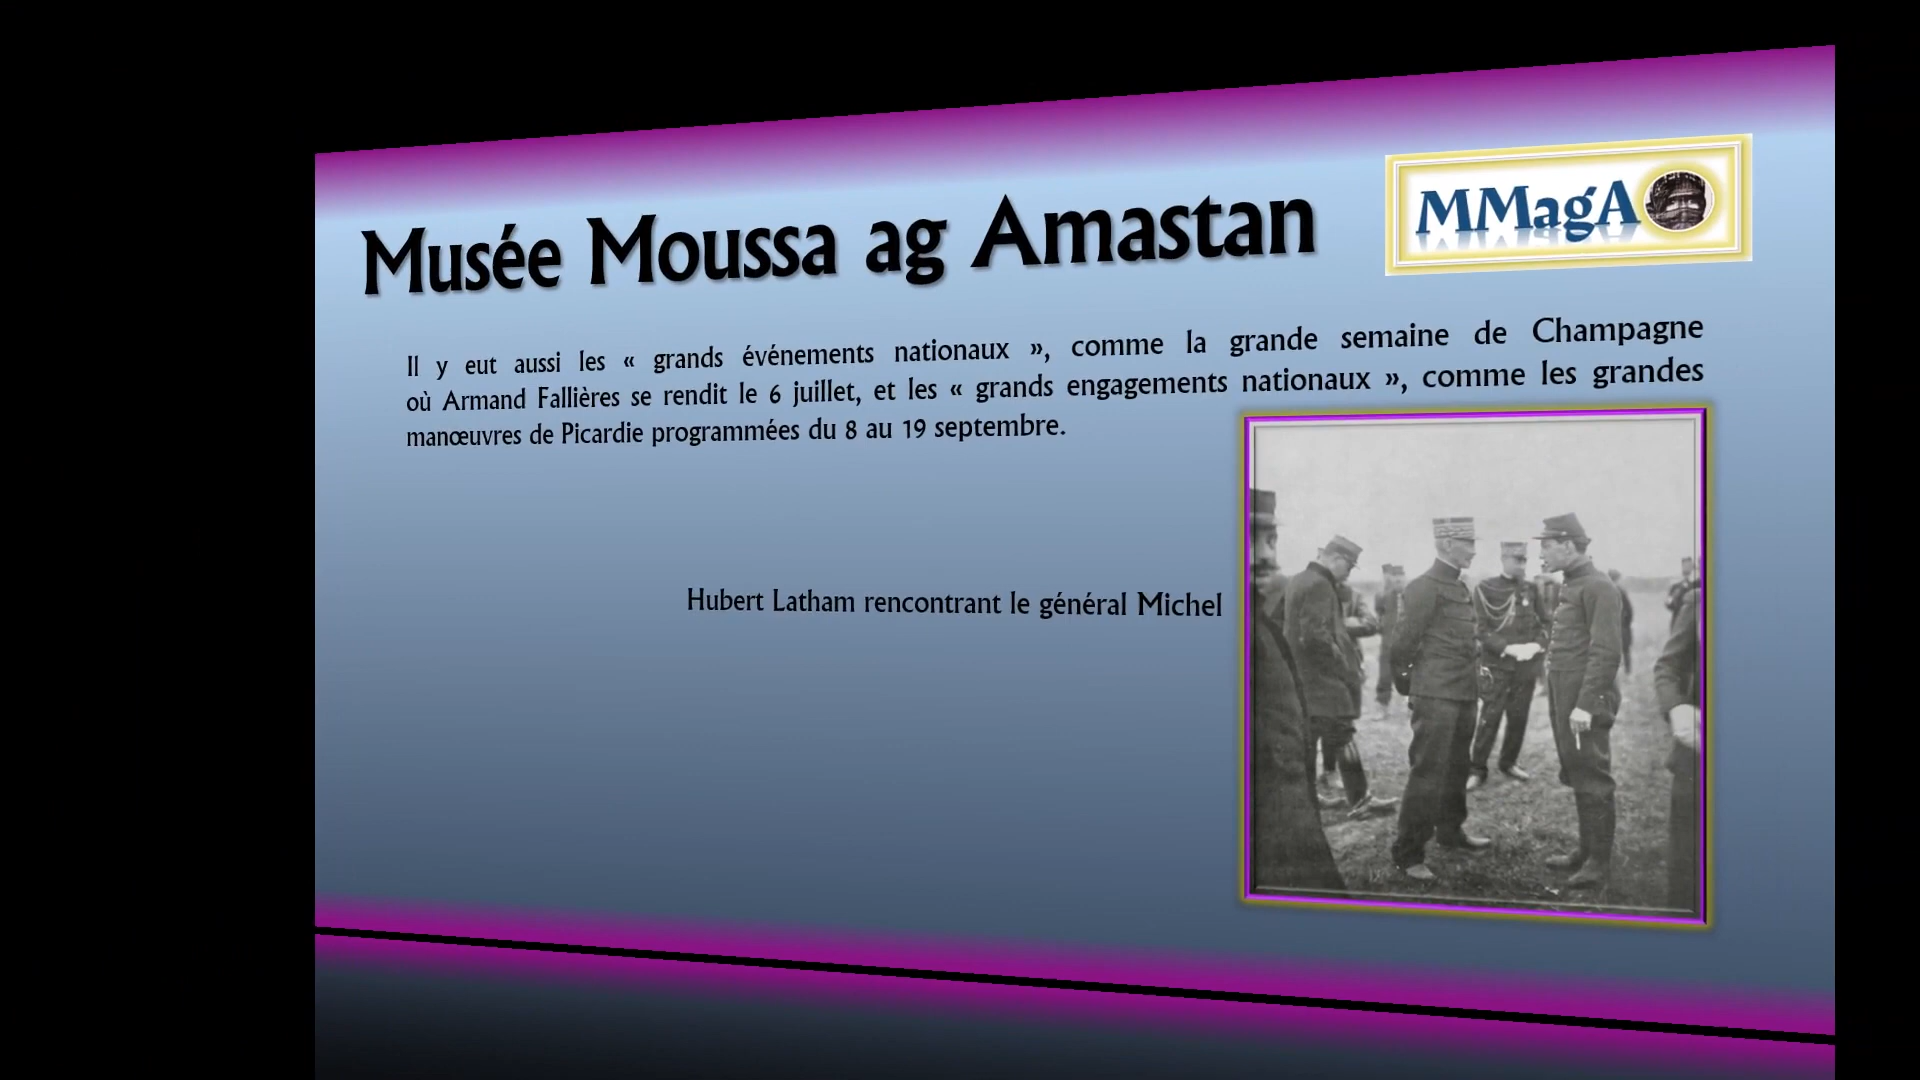 Musée Moussa ag Amastan
MMagA
Il y eut aussi les « grands événements nationaux », comme la grande semaine de Champagne
où Armand Fallières se rendit le 6 juillet, et les « grands engagements nationaux », comme les grandes
manœuvres de Picardie programmées du 8 au 19 septembre.
Hubert Latham rencontrant le général Michel